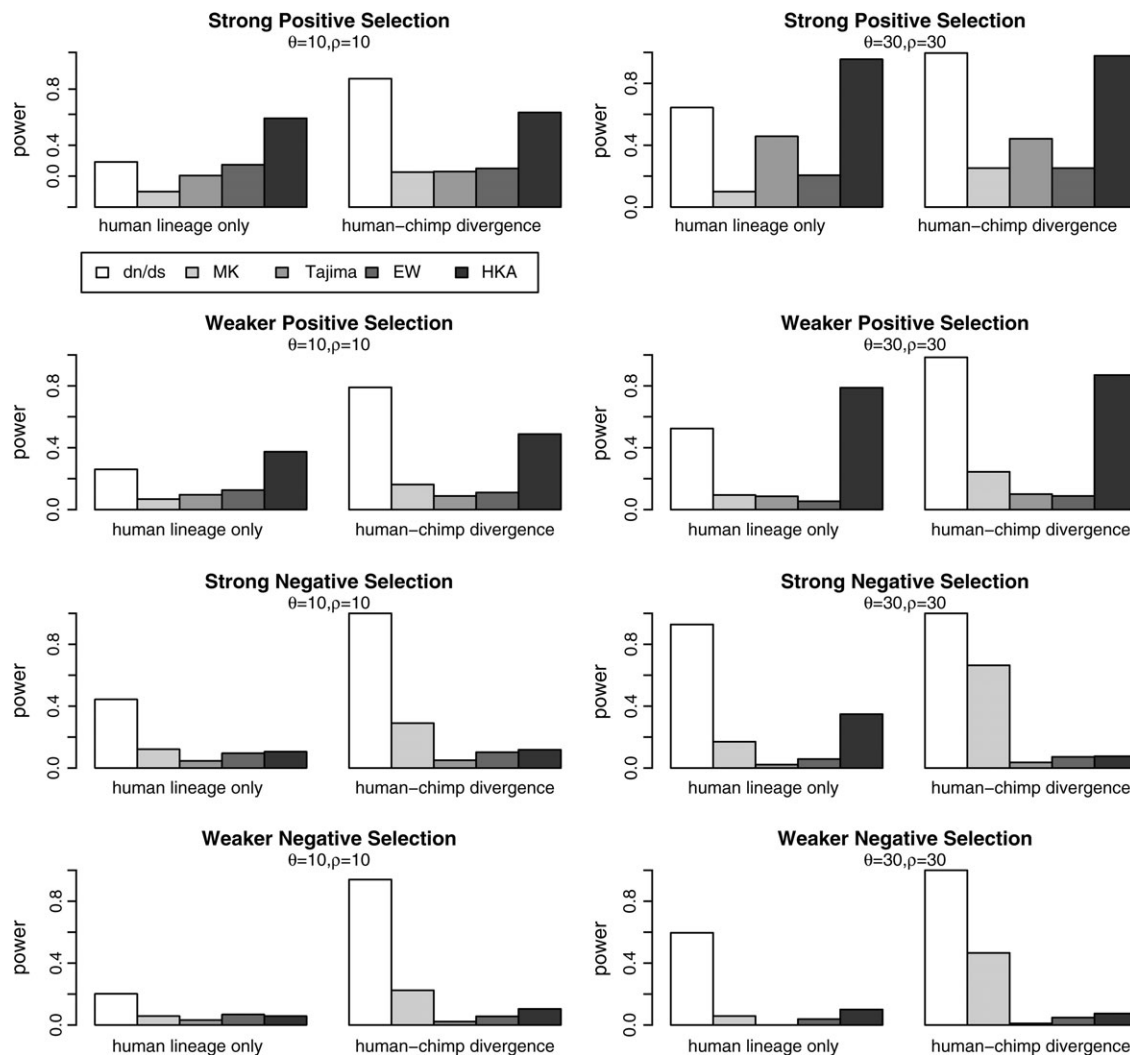 Strong Positive Selection
θ=10,ρ=10
power
0.0 0.4 0.8
human lineage only
human-chimp divergence
Strong Positive Selection
θ=30,ρ=30
power
0.0 0.4 0.8
human lineage only
human-chimp divergence
dn/ds MK Tajima EW HKA
Weaker Positive Selection
θ=10,ρ=10
power
0.0 0.4 0.8
human lineage only
human-chimp divergence
Weaker Positive Selection
θ=30,ρ=30
power
0.0 0.4 0.8
human lineage only
human-chimp divergence
Strong Negative Selection
θ=10,ρ=10
power
0.0 0.4 0.8
human lineage only
human-chimp divergence
Strong Negative Selection
θ=30,ρ=30
power
0.0 0.4 0.8
human lineage only
human-chimp divergence
Weaker Negative Selection
θ=10,ρ=10
power
0.0 0.4 0.8
human lineage only
human-chimp divergence
Weaker Negative Selection
θ=30,ρ=30
power
0.0 0.4 0.8
human lineage only
human-chimp divergence